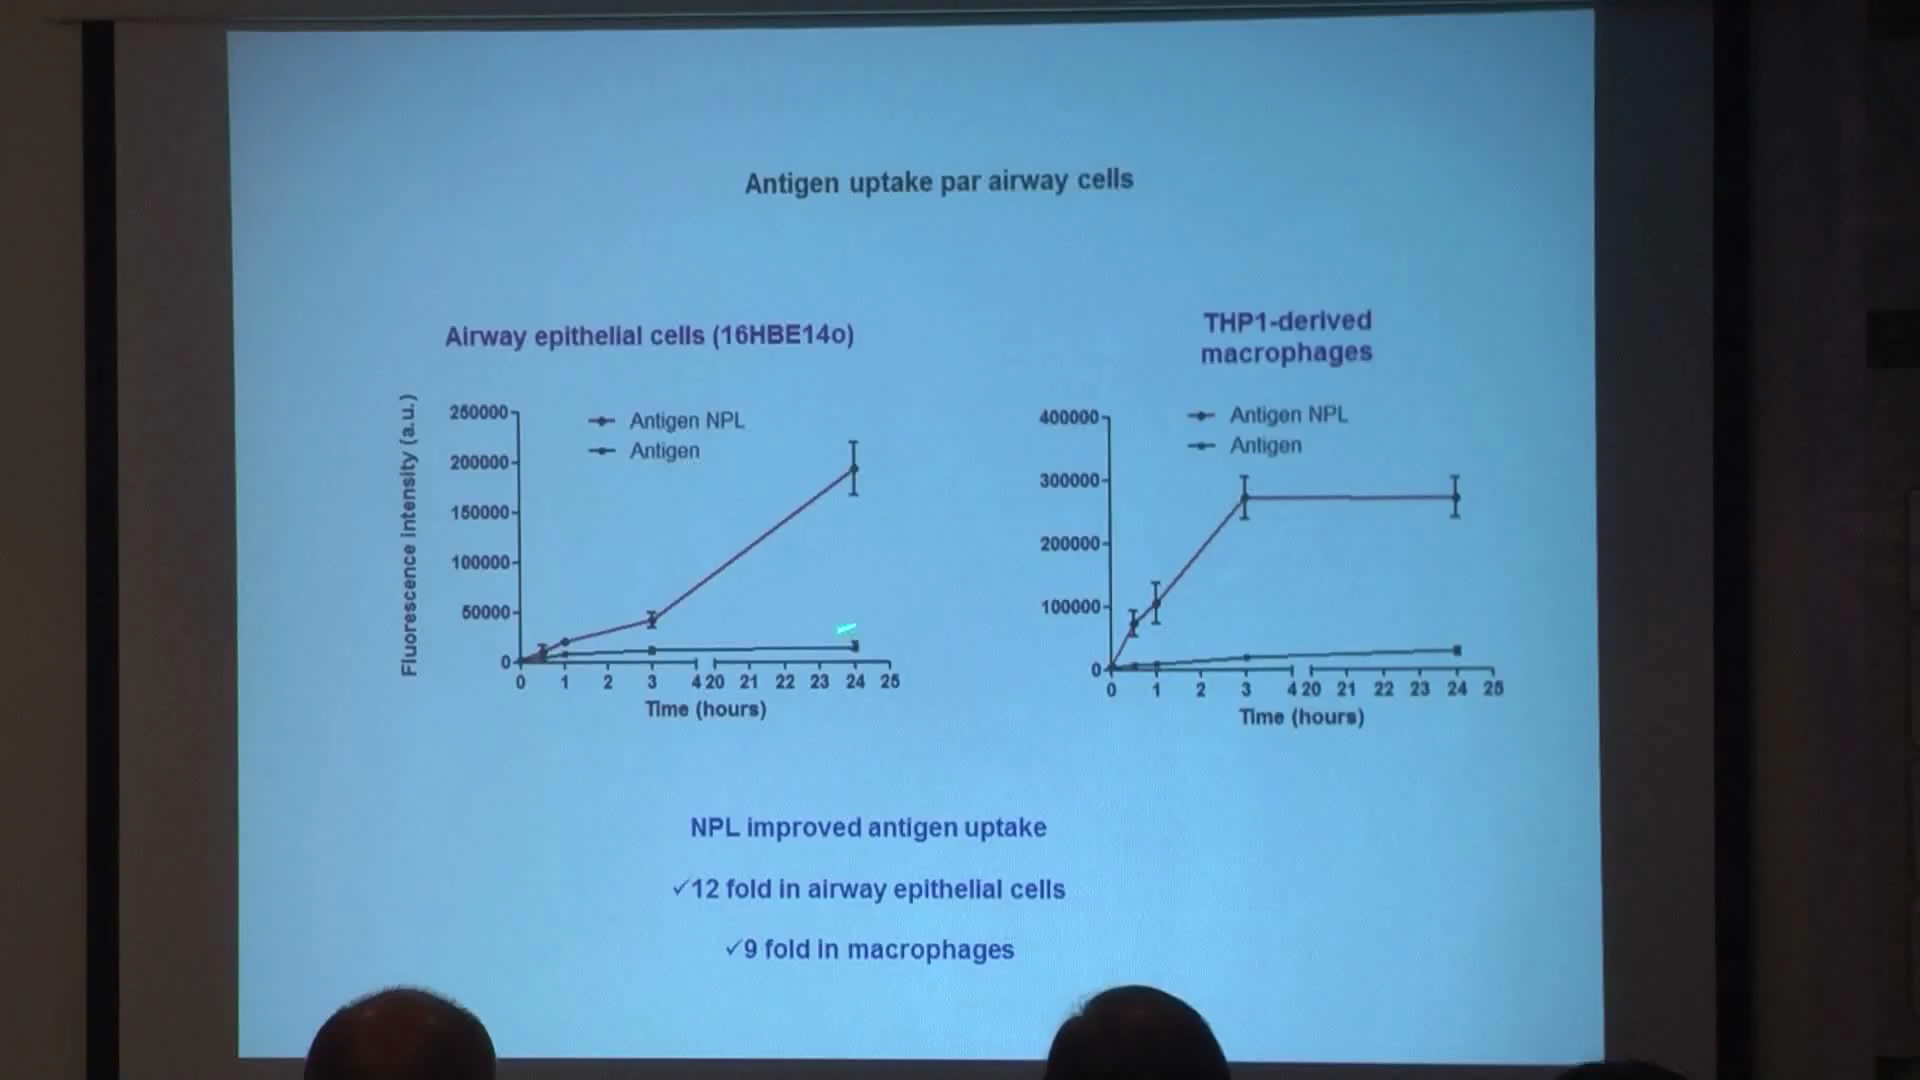 Antigen uptake par airway cells
Airway epithelial cells (16HBE14o)
Fluorescence intensity (a.u.)
250000
200000
150000
100000
50000
0
Antigen NPL
Antigen
0 1 2 3 4 20 21 22 23 24 25
Time (hours)
THP1-derived
macrophages
400000
300000
200000
100000
0
Antigen NPL
Antigen
0 1 2 3 4 20 21 22 23 24 25
Time (hours)
NPL improved antigen uptake
✓12 fold in airway epithelial cells
✓9 fold in macrophages